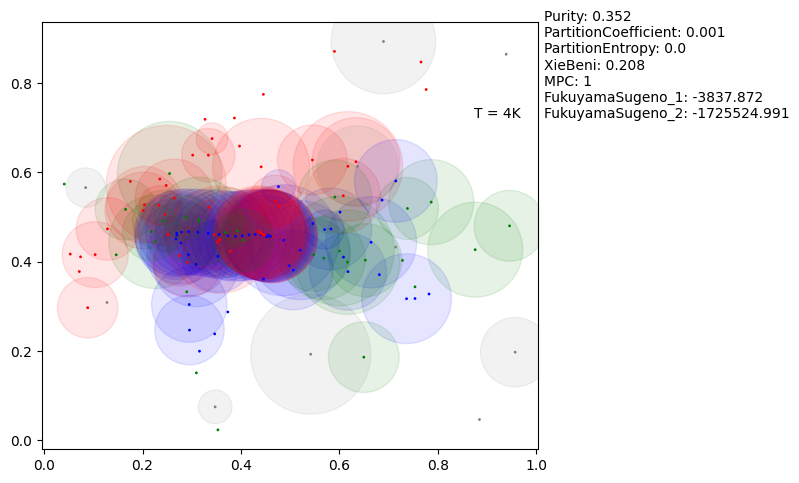 Purity: 0.352
PartitionCoefficient: 0.001
PartitionEntropy: 0.0
XieBeni: 0.208
MPC: 1
FukuyamaSugeno_1: -3837.872
FukuyamaSugeno_2: -1725524.991
T = 4K
0.8
0.6
0.4
0.2
0.0
0.0 0.2 0.4 0.6 0.8 1.0